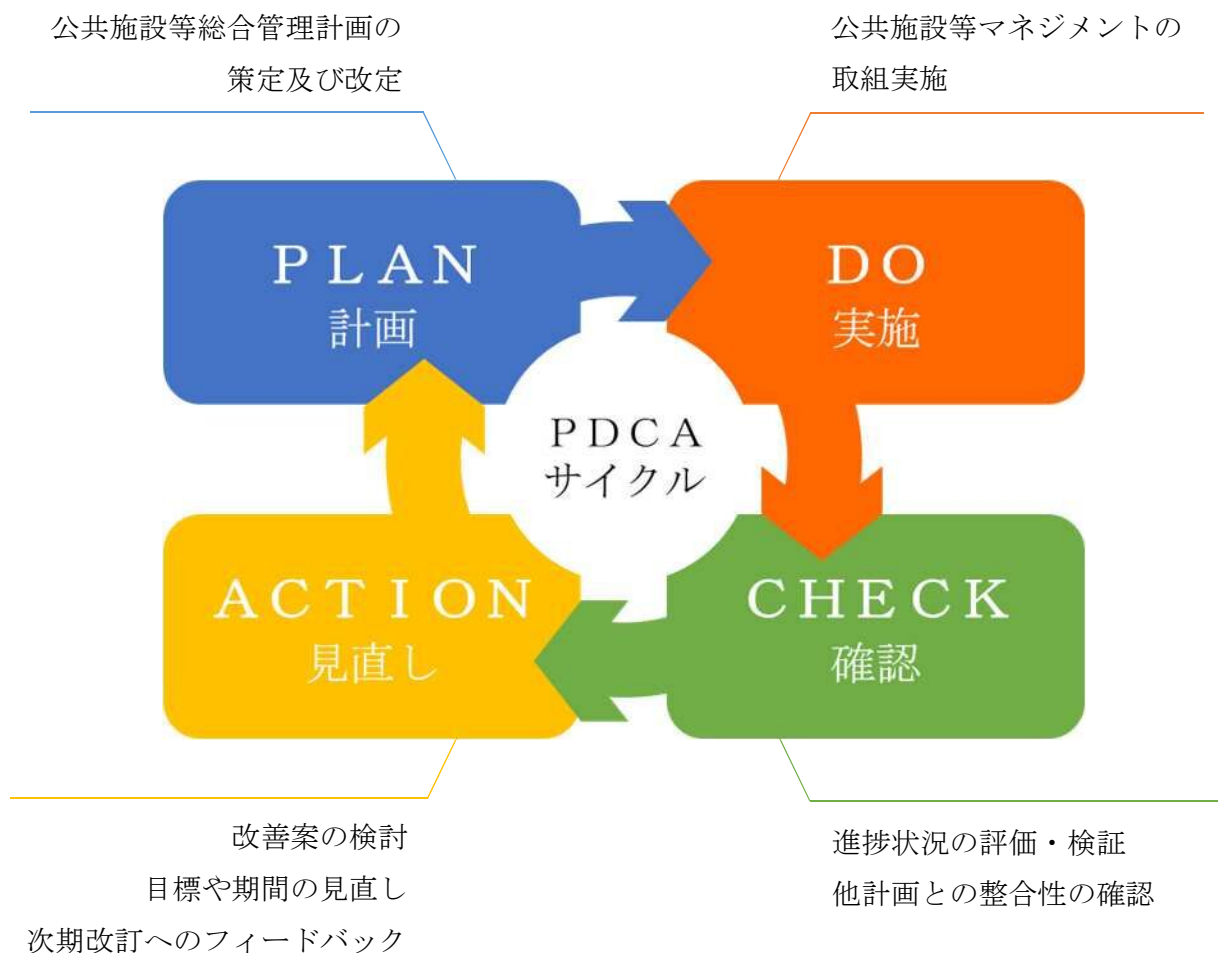 公共施設等総合管理計画の
策定及び改定
公共施設等マネジメントの
取組実施
ＰＬＡＮ
計画
ＤＯ
実施
ＰＤＣＡ
サイクル
ＡＣＴＩＯＮ
見直し
ＣＨＥＣＫ
確認
改善案の検討
目標や期間の見直し
次期改訂へのフィードバック
進捗状況の評価・検証
他計画との整合性の確認